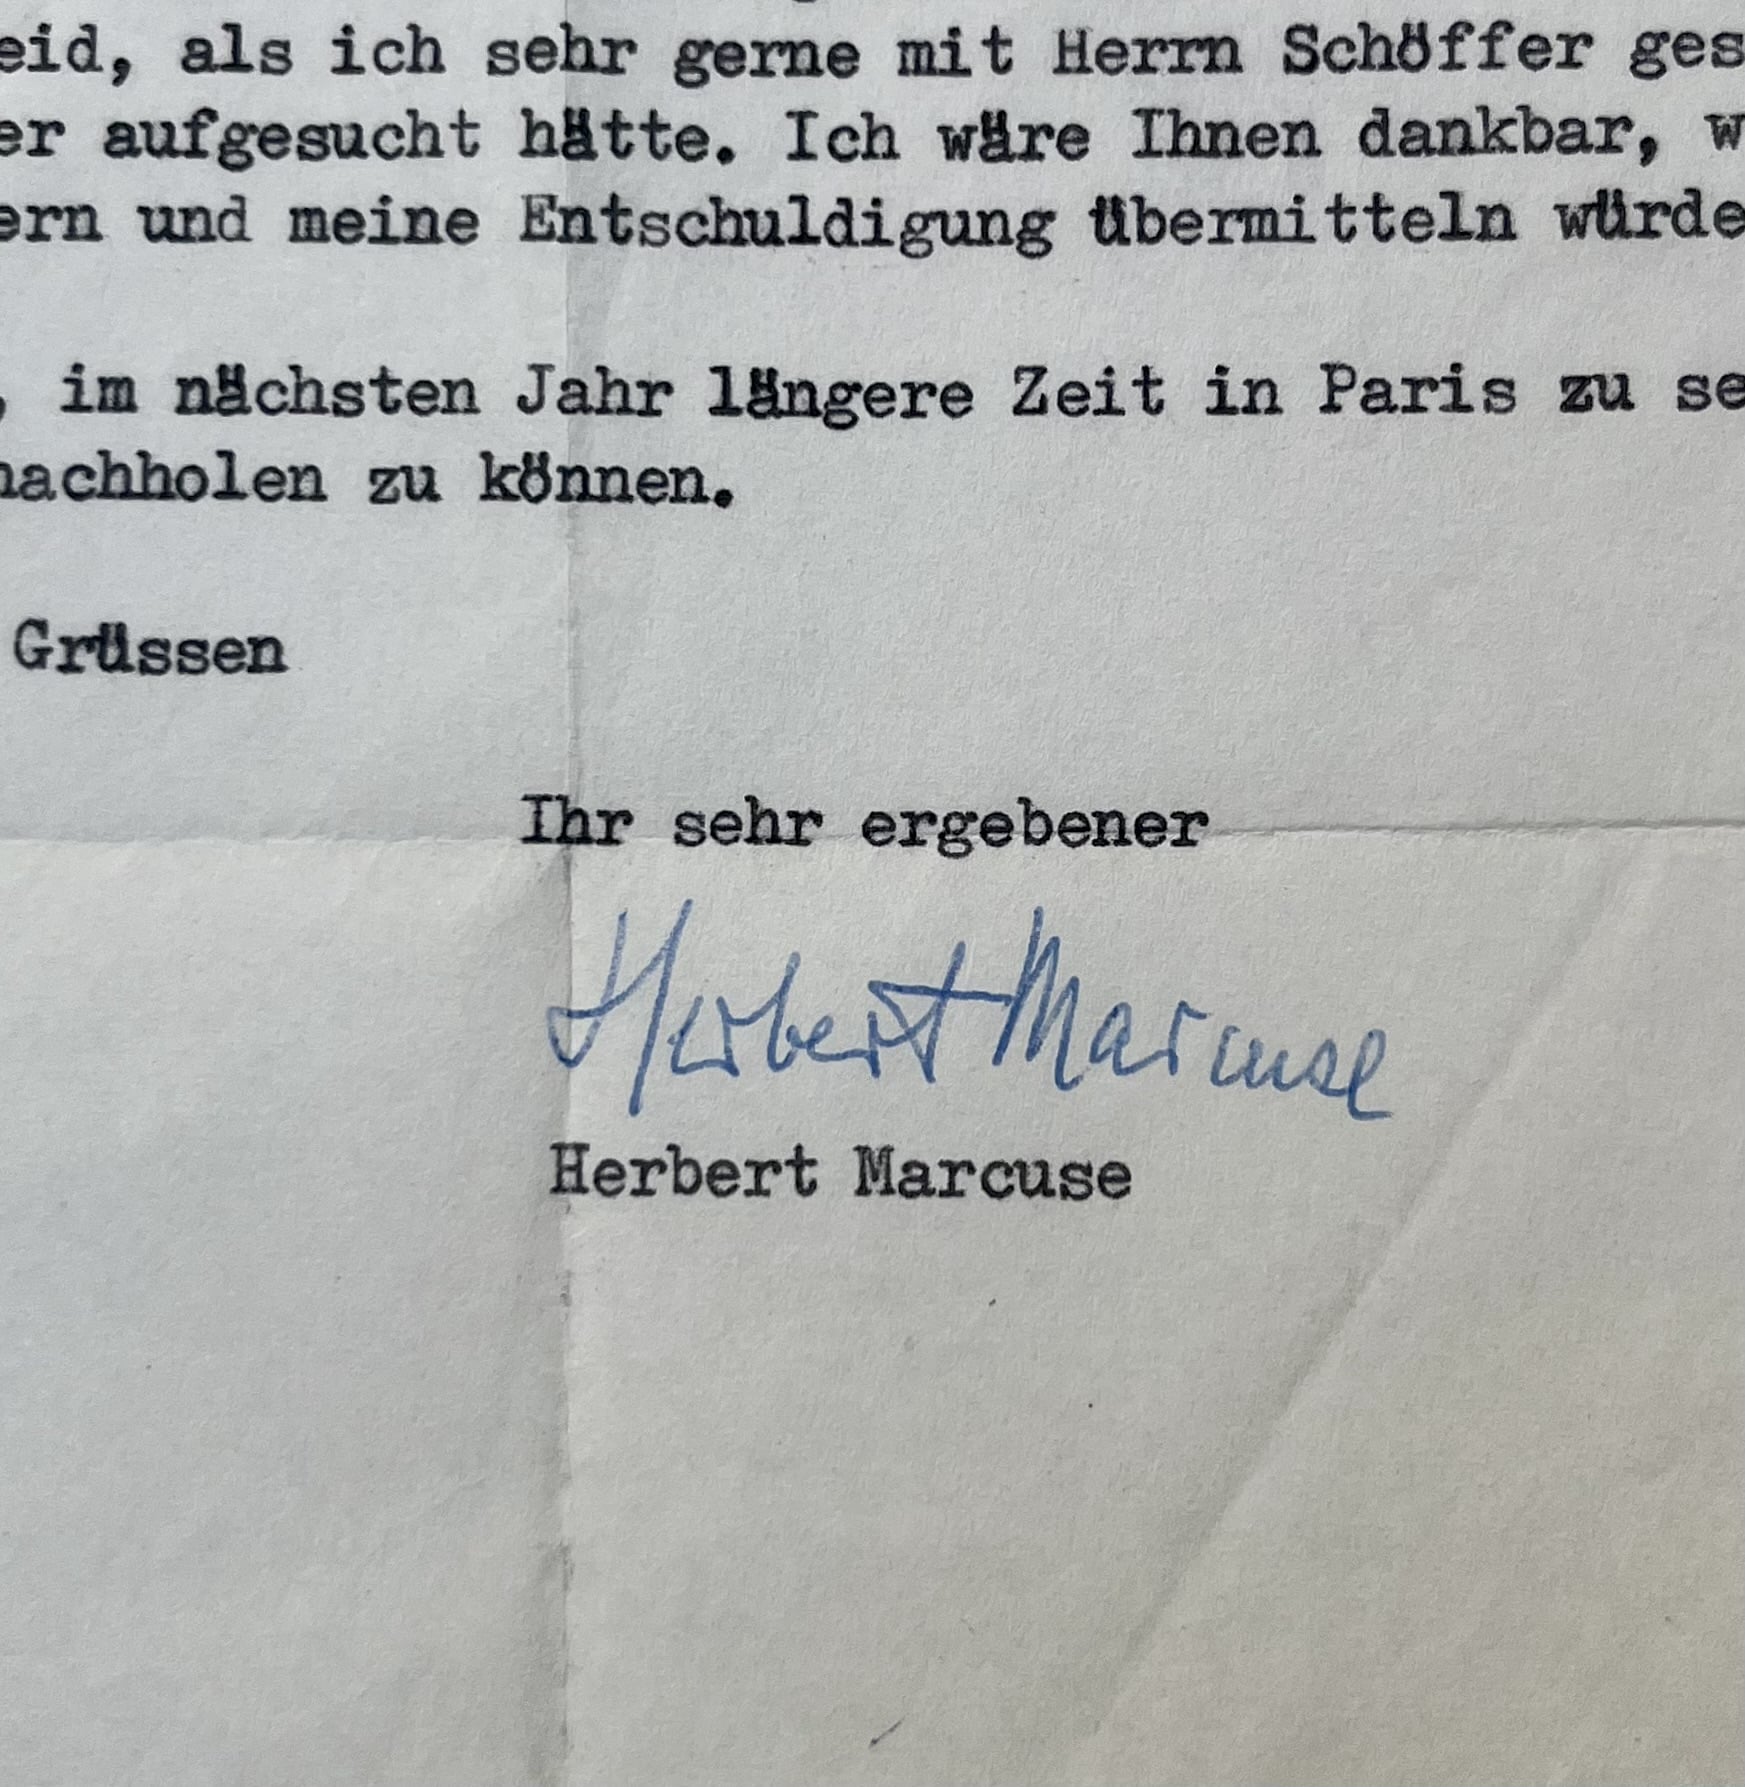 eid, als ich sehr gerne mit Herrn Schöffer ges
er aufgesucht hätte. Ich wäre Ihnen dankbar, w
ern und meine Entschuldigung übermitteln würde
, im nächsten Jahr längere Zeit in Paris zu se
nachholen zu können.
Grüssen
Ihr sehr ergebener
Herbert Marcuse
Herbert Marcuse